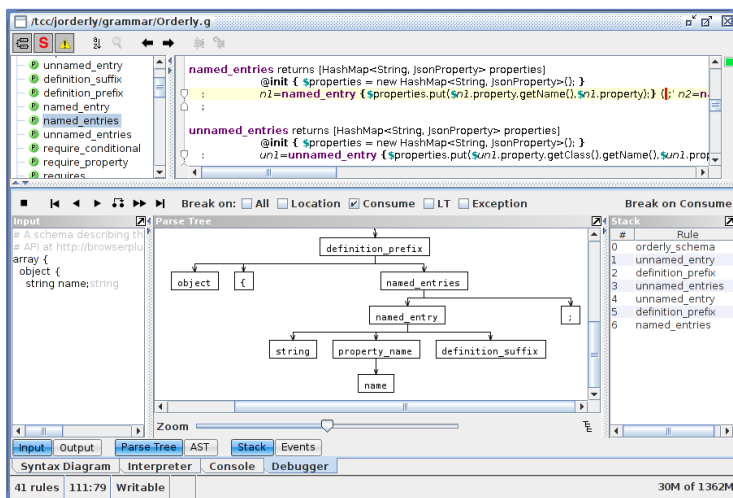 /tcc/jorderly/grammar/Orderly.g
unnamed_entry
definition_suffix
definition_prefix
named_entry
named_entries
unnamed_entries
require_conditional
require_property
requires
named_entries returns [HashMap<String, JsonProperty> properties]
@init { $properties = new HashMap<String, JsonProperty>(); }
: n1=named_entry {$properties.put($n1.property.getName(),$n1.property);} (';' n2=n
;
unnamed_entries returns [HashMap<String, JsonProperty> properties]
@init { $properties = new HashMap<String, JsonProperty>(); }
: un1=unnamed_entry {$properties.put($un1.property.getClass().getName(),$un1.prop
Break on: All Location Consume LT Exception Break on Consume
Input
# A schema describing th
# API at http://browserplu
array {
object {
string name;string
Parse Tree
definition_prefix
object { named_entries
named_entry ;
string property_name definition_suffix
name
Zoom
Stack
# Rule
0 orderly_schema
1 unnamed_entry
2 definition_prefix
3 unnamed_entries
4 unnamed_entry
5 definition_prefix
6 named_entries
Input Output Parse Tree AST Stack Events
Syntax Diagram Interpreter Console Debugger
41 rules 111:79 Writable 30M of 1362M